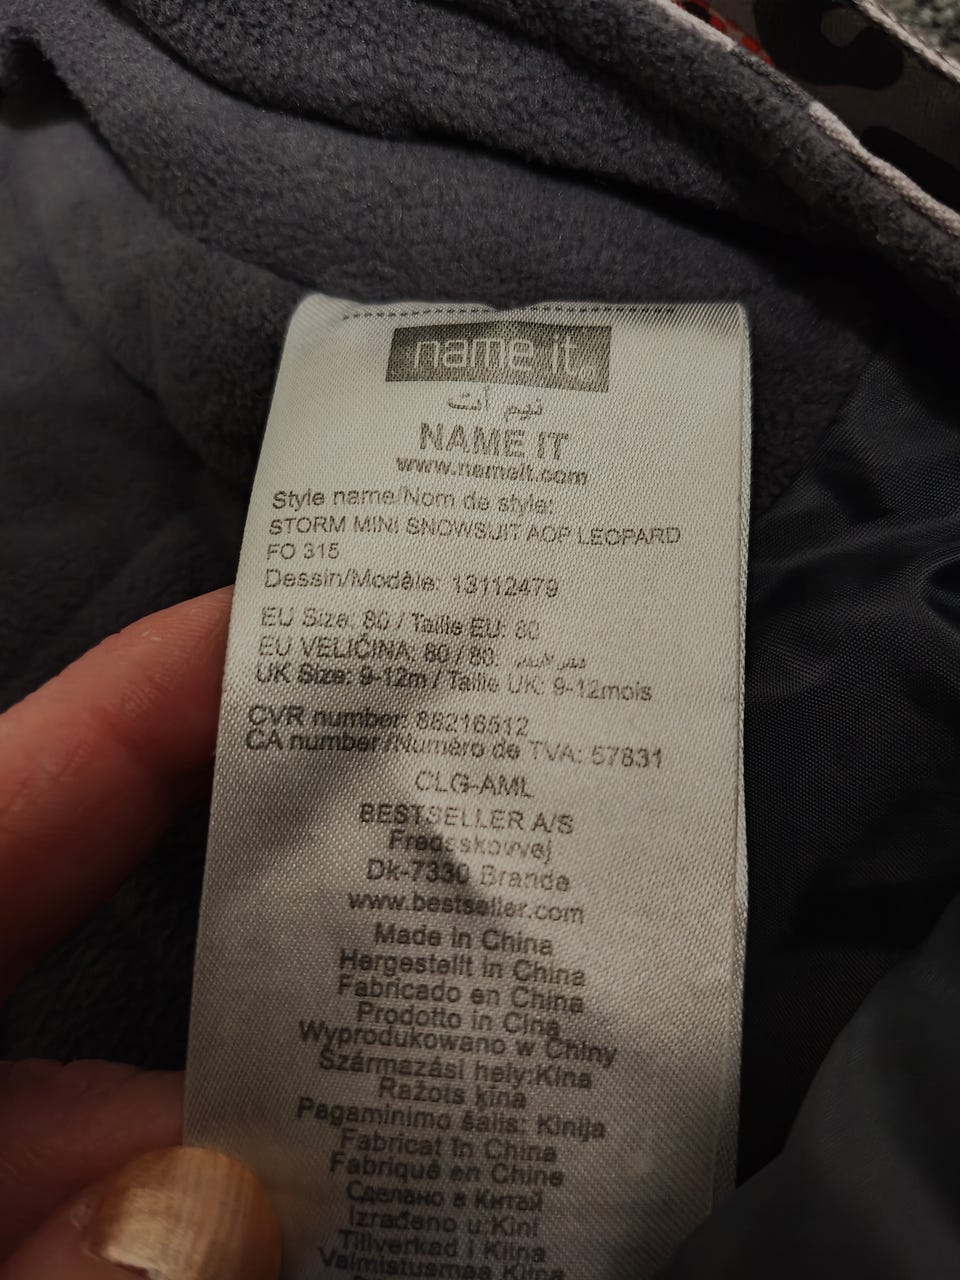 name it
نيم ات
NAME IT
www.nameit.com
Style name/Nom de style:
STORM MINI SNOWSUIT AOP LEOPARD
FO 315
Dessin/Modèle: 13112479
EU Size: 80 / Taille EU: 80
EU VELIČINA: 80 / 80:
UK Size: 9-12m / Taille UK: 9-12mois
CVR number: 88216512
CA number/Numéro de TVA: 57831
CLG-AML
BESTSELLER A/S
Fredskovvej
Dk-7330 Brande
www.bestseller.com
Made in China
Hergestellt in China
Fabricado en China
Prodotto in Cina
Wyprodukowano w Chiny
Származási hely:Kína
Ražots ķīna
Pagaminimo šalis: Kinija
Fabricat în China
Fabriqué en Chine
Сделано в Китай
Izrađeno u:Kini
Tillverkad i Kina
Valmistusmaa Kiina